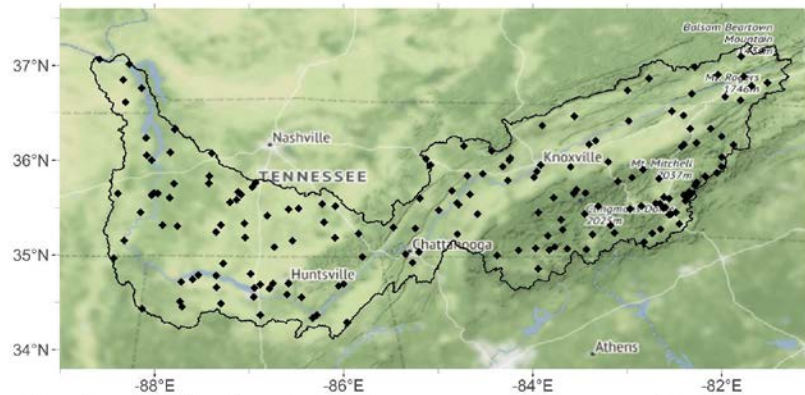 Balsam Beartown
Mountain
37°N
Mt. Rogers
1746m
Nashville
36°N
Knoxville
TENNESSEE
Mt. Mitchell
2037m
2025m
35°N
Chattanooga
Huntsville
34°N
Athens
-88°E
-86°E
-84°E
-82°E